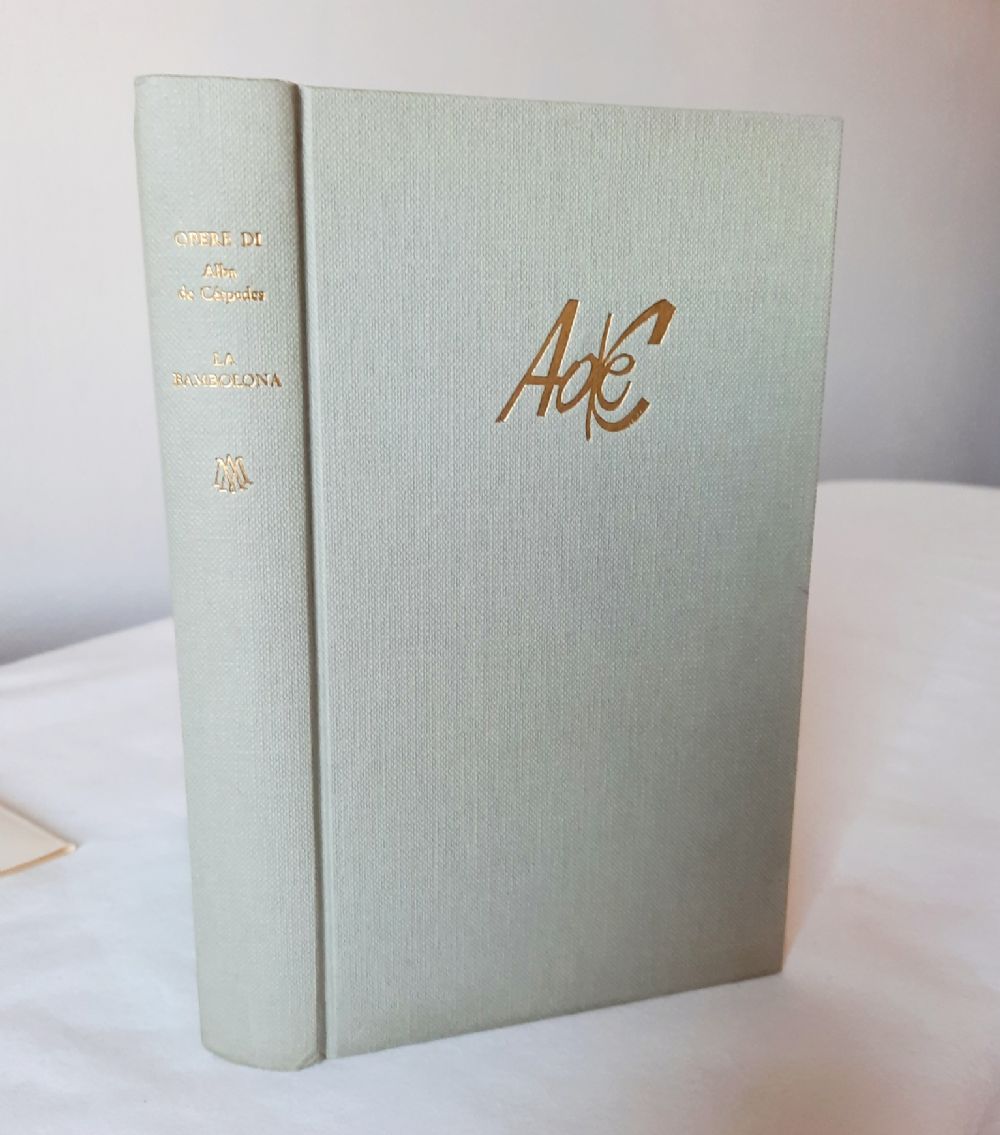 OPERE DI
Alba
de Céspedes
LA
BAMBOLONA
AdeC